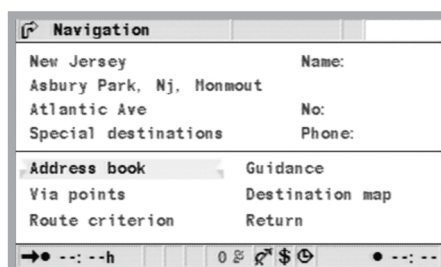 Navigation
New Jersey Name:
Asbury Park, Nj, Monmout
Atlantic Ave No:
Special destinations Phone:
Address book Guidance
Via points Destination map
Route criterion Return
--: --h 0 $ --: --